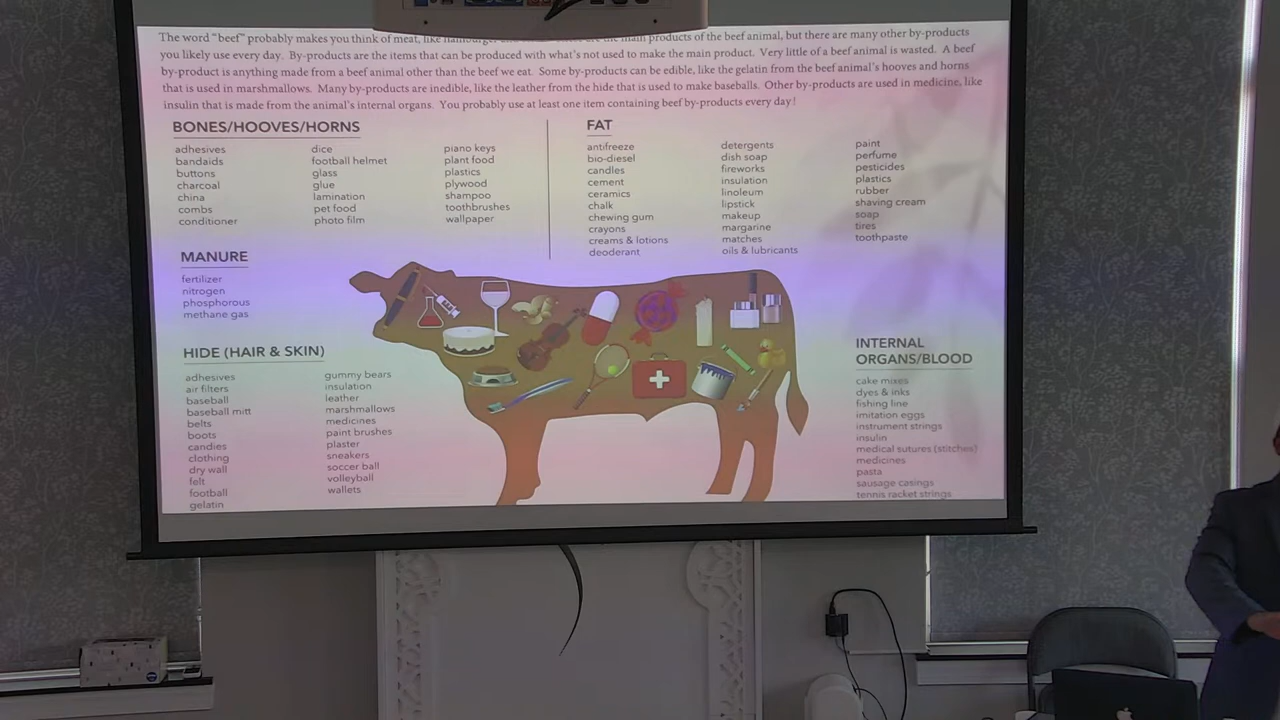 The word "beef" probably makes you think of meat, like hamburger main products of the beef animal, but there are many other by-products
you likely use every day. By-products are the items that can be produced with what's not used to make the main product. Very little of a beef animal is wasted. A beef
by-product is anything made from a beef animal other than the beef we eat. Some by-products can be edible, like the gelatin from the beef animal's hooves and horns
that is used in marshmallows. Many by-products are inedible, like the leather from the hide that is used to make baseballs. Other by-products are used in medicine, like
insulin that is made from the animal's internal organs. You probably use at least one item containing beef by-products every day!
BONES/HOOVES/HORNS
adhesives
bandaids
buttons
charcoal
china
combs
conditioner
dice
football helmet
glass
glue
lamination
pet food
photo film
piano keys
plant food
plastics
plywood
shampoo
toothbrushes
wallpaper
FAT
antifreeze
bio-diesel
candles
cement
ceramics
chalk
chewing gum
crayons
creams & lotions
deoderant
detergents
dish soap
fireworks
insulation
linoleum
lipstick
makeup
margarine
matches
oils & lubricants
paint
perfume
pesticides
plastics
rubber
shaving cream
soap
tires
toothpaste
MANURE
fertilizer
nitrogen
phosphorous
methane gas
HIDE (HAIR & SKIN)
adhesives
air filters
baseball
baseball mitt
belts
boots
candies
clothing
dry wall
felt
football
gelatin
gummy bears
insulation
leather
marshmallows
medicines
paint brushes
plaster
sneakers
soccer ball
volleyball
wallets
INTERNAL
ORGANS/BLOOD
cake mixes
dyes & inks
fishing line
imitation eggs
instrument strings
insulin
medical sutures (stitches)
medicines
pasta
sausage casings
tennis racket strings